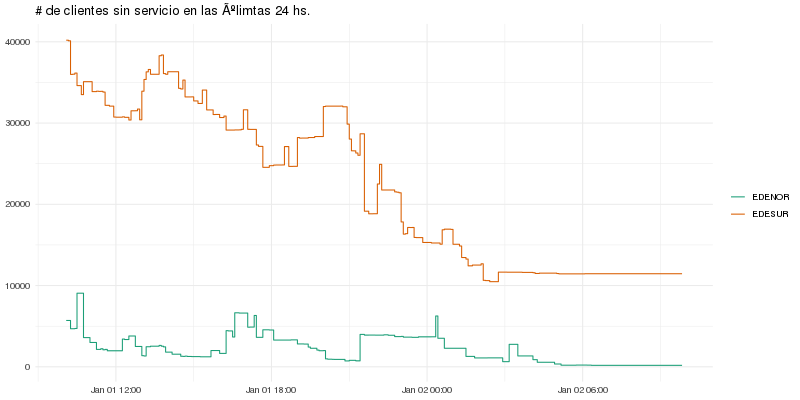 # de clientes sin servicio en las Ãºlimtas 24 hs.
40000
30000
20000
10000
0
Jan 01 12:00
Jan 01 18:00
Jan 02 00:00
Jan 02 06:00
EDENOR
EDESUR